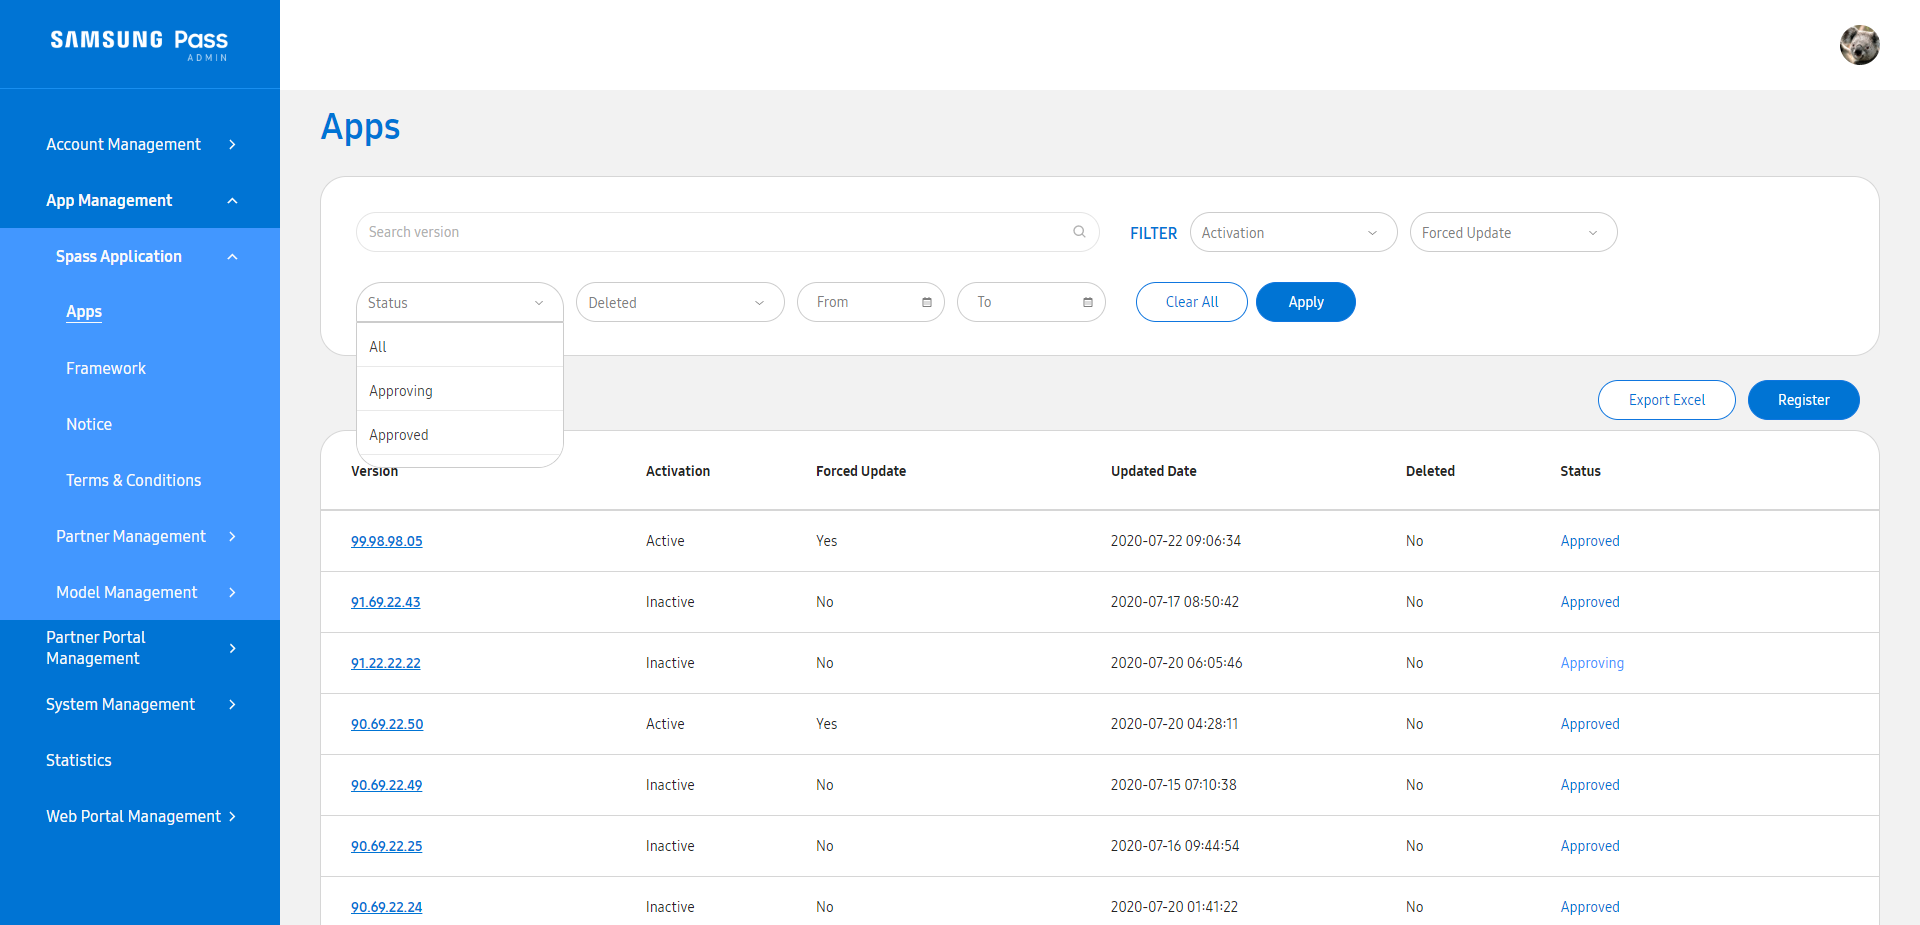 SAMSUNG Pass
ADMIN
Account Management
App Management
Spass Application
Apps
Framework
Notice
Terms & Conditions
Partner Management
Model Management
Partner Portal
Management
System Management
Statistics
Web Portal Management
Apps
Search version
FILTER
Activation
Forced Update
Status
Deleted
From
To
Clear All
Apply
All
Approving
Approved
Export Excel
Register
Version Activation Forced Update Updated Date Deleted Status
99.98.98.05 Active Yes 2020-07-22 09:06:34 No Approved
91.69.22.43 Inactive No 2020-07-17 08:50:42 No Approved
91.22.22.22 Inactive No 2020-07-20 06:05:46 No Approving
90.69.22.50 Active Yes 2020-07-20 04:28:11 No Approved
90.69.22.49 Inactive No 2020-07-15 07:10:38 No Approved
90.69.22.25 Inactive No 2020-07-16 09:44:54 No Approved
90.69.22.24 Inactive No 2020-07-20 01:41:22 No Approved